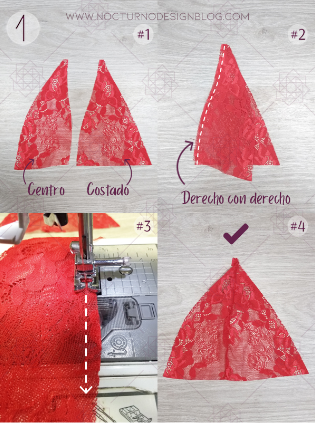 1
WWW.NOCTURNODESIGNBLOG.COM
#1
#2
Centro
Costado
Derecho con derecho
#3
#4